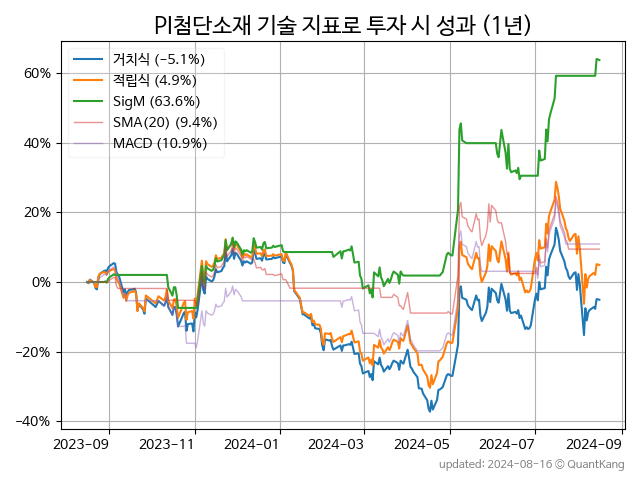 PI첨단소재 기술 지표로 투자 시 성과 (1년)
거치식 (−5.1%)
적립식 (4.9%)
SigM (63.6%)
SMA(20) (9.4%)
MACD (10.9%)
60%
40%
20%
0%
−20%
−40%
2023-09 2023-11 2024-01 2024-03 2024-05 2024-07 2024-09
updated: 2024-08-16 © QuantKang